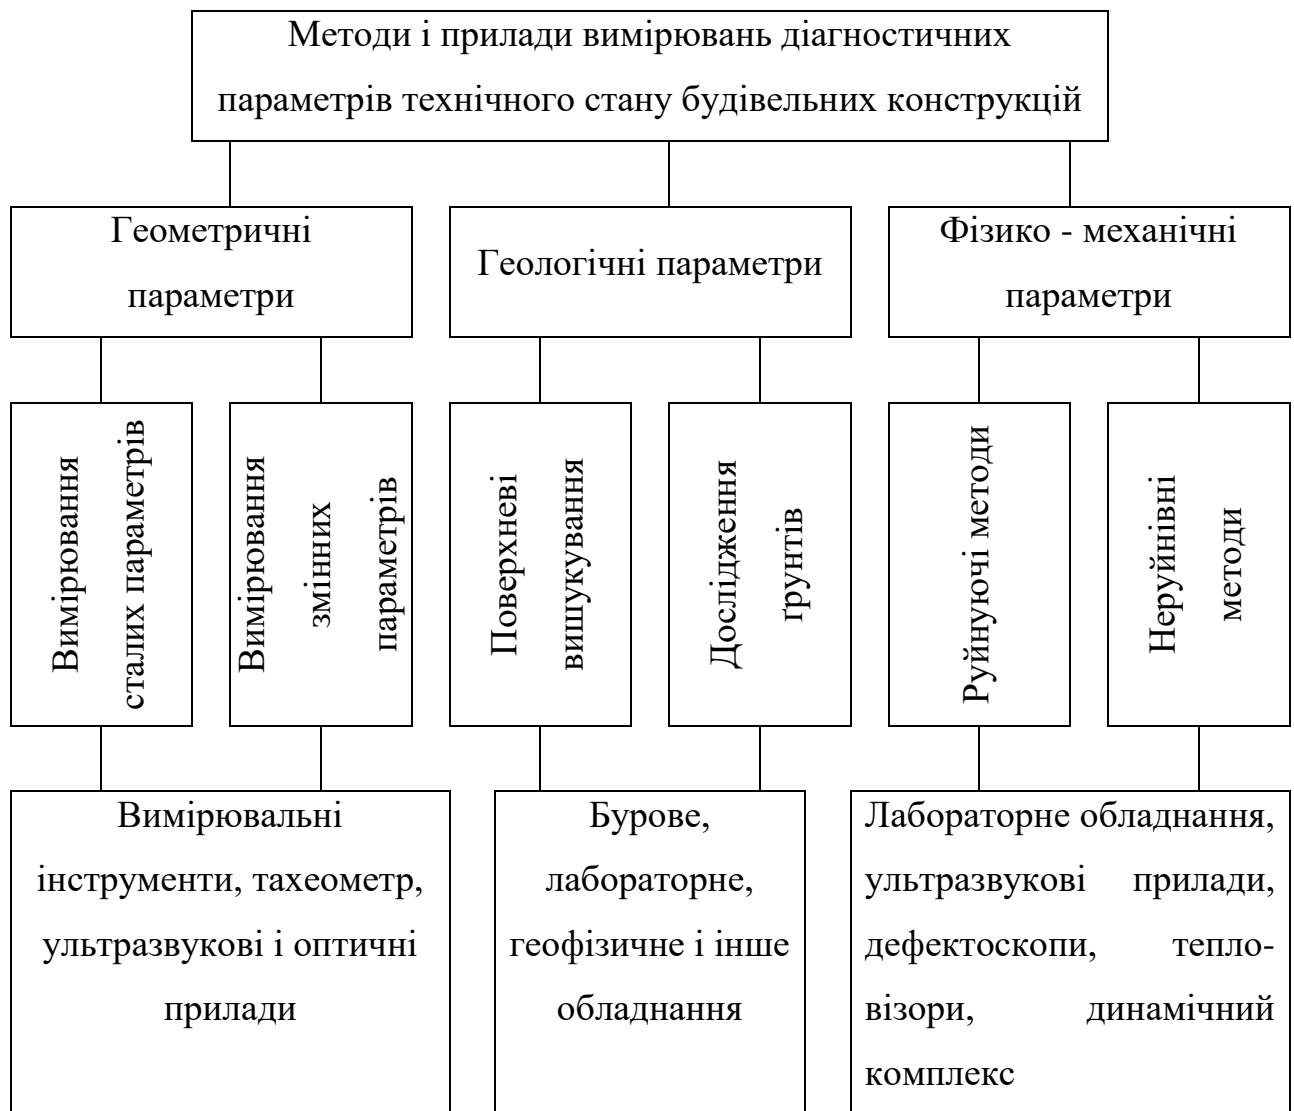 Методи і прилади вимірювань діагностичних
параметрів технічного стану будівельних конструкцій
Геометричні
параметри
Геологічні параметри
Фізико - механічні
параметри
Вимірювання
сталих параметрів
Вимірювання
змінних
параметрів
Поверхневі
вишукування
Дослідження
ґрунтів
Руйнуючі методи
Неруйнівні
методи
Вимірювальні
інструменти, тахеометр,
ультразвукові і оптичні
прилади
Бурове,
лабораторне,
геофізичне і інше
обладнання
Лабораторне обладнання,
ультразвукові прилади,
дефектоскопи, тепло-
візори, динамічний
комплекс